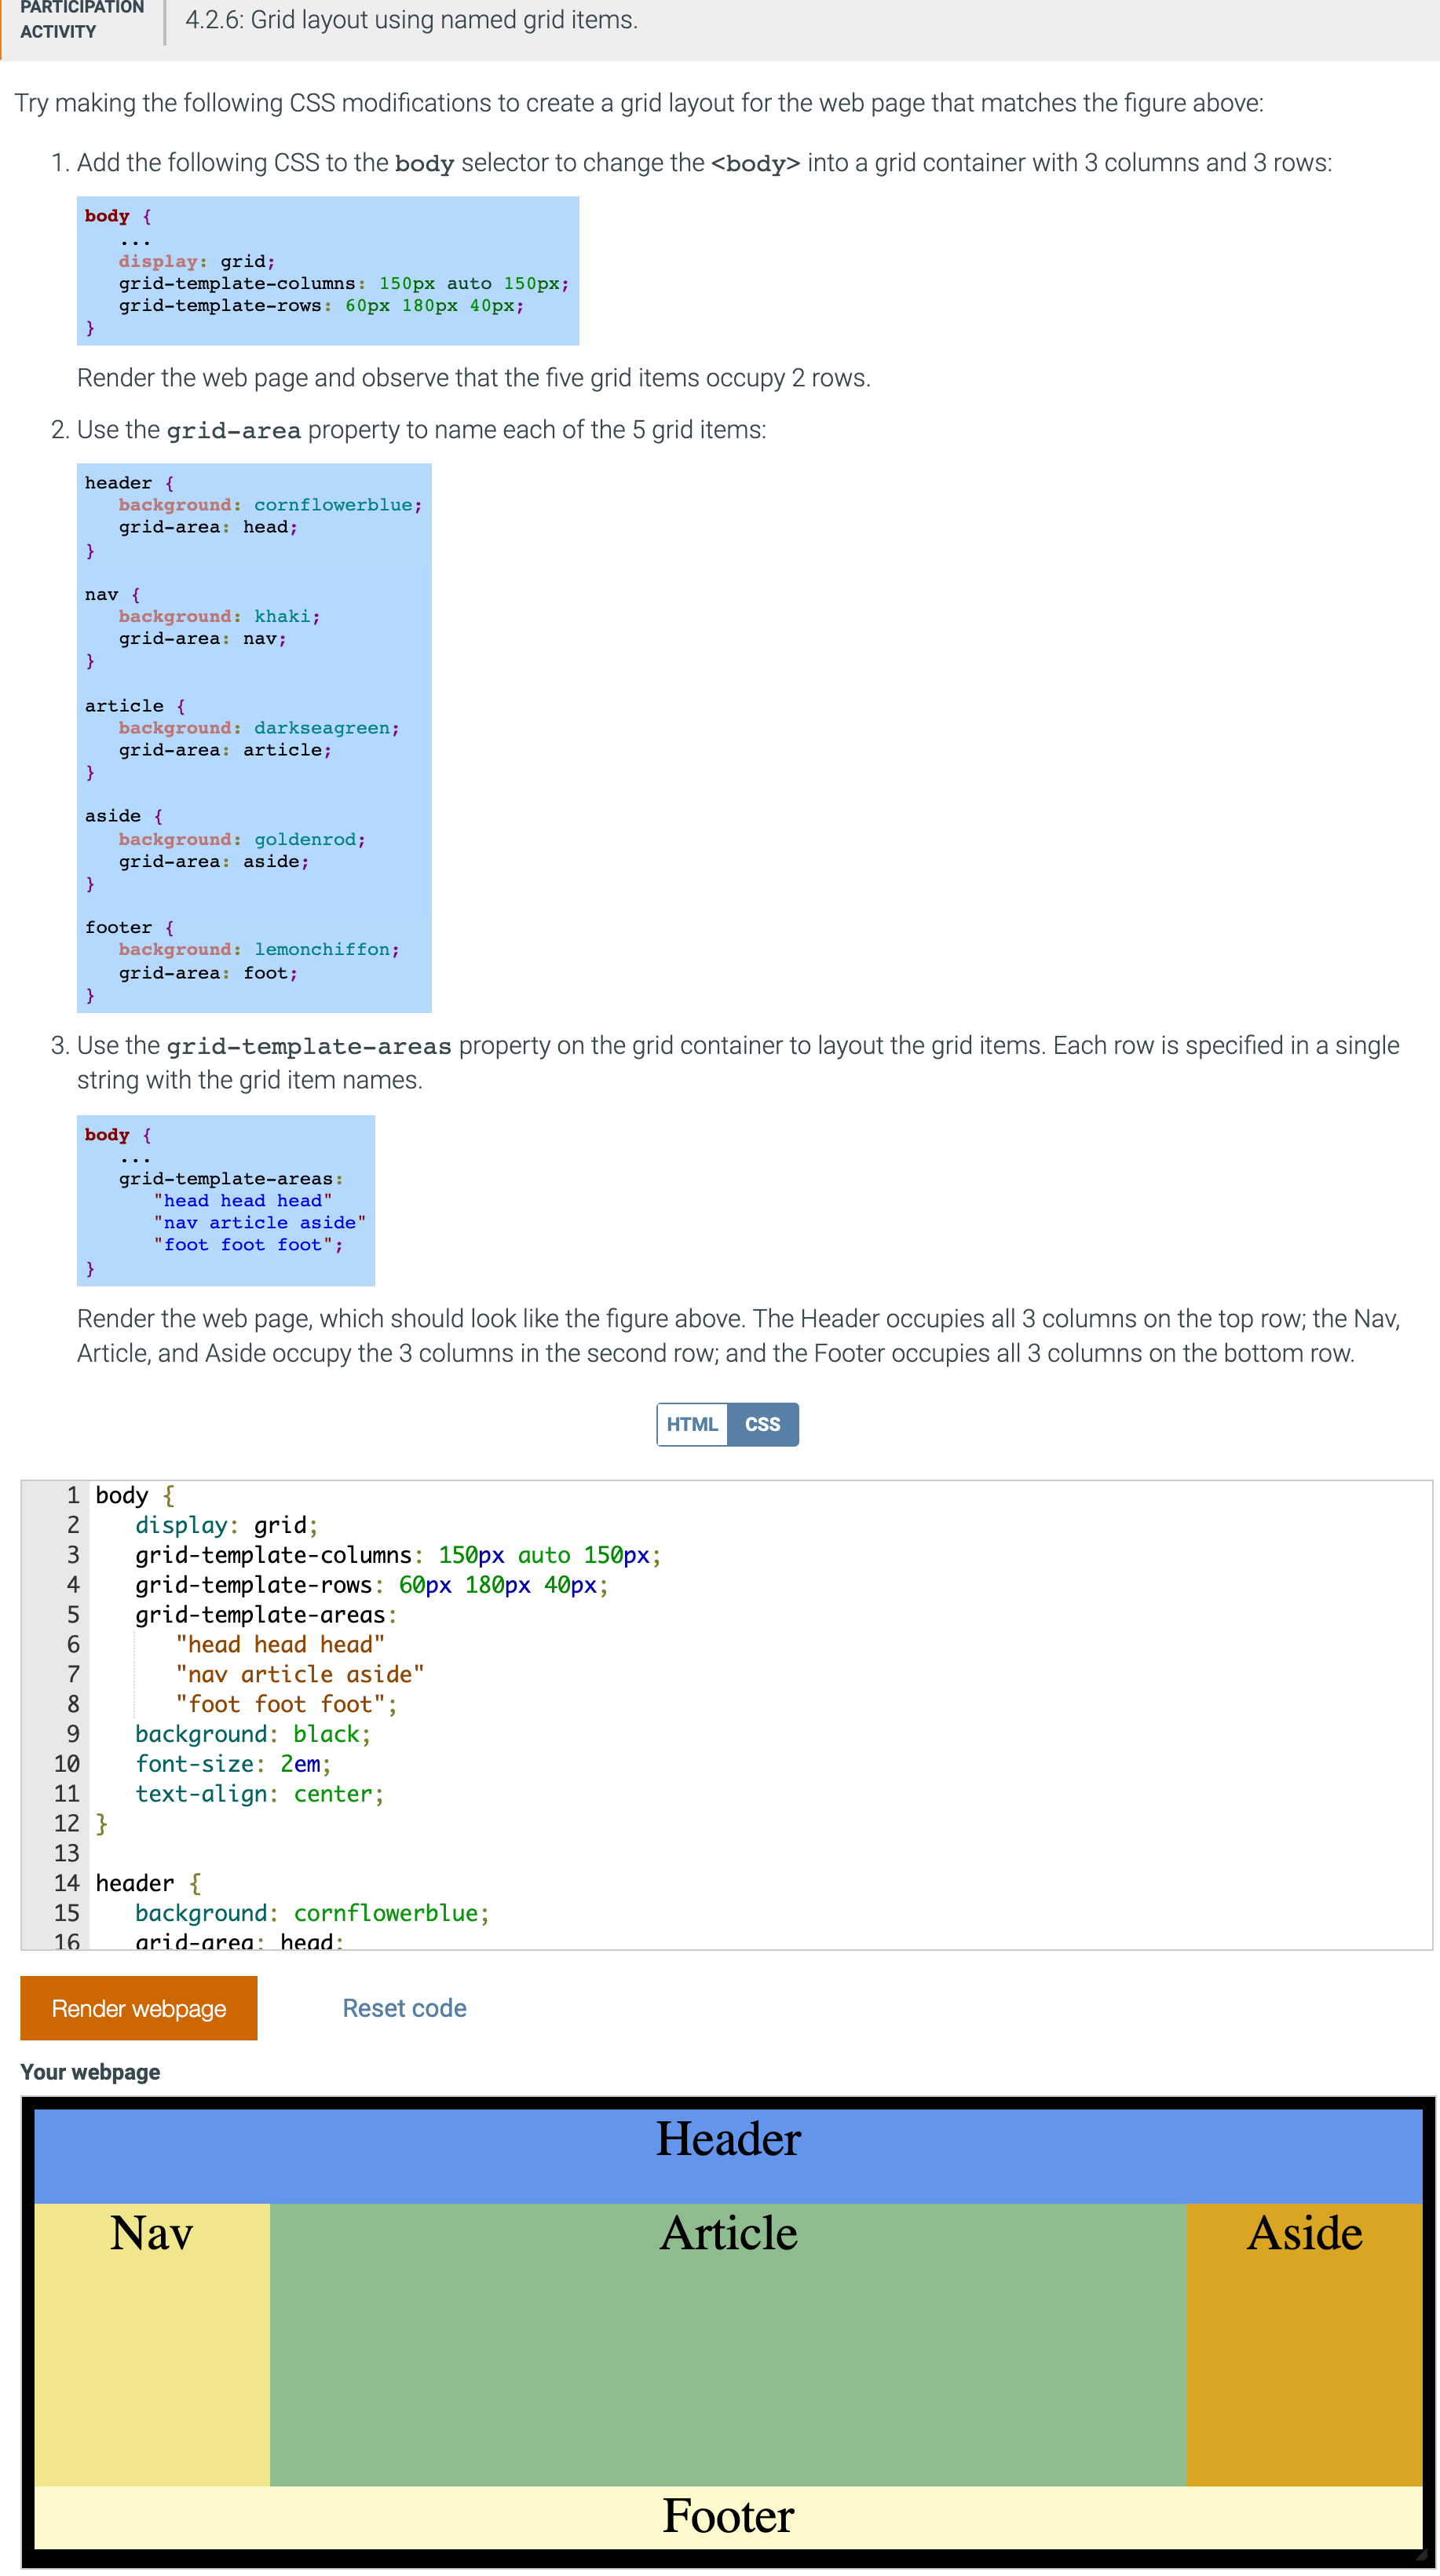 PARTICIPATION
ACTIVITY
4.2.6: Grid layout using named grid items.
Try making the following CSS modifications to create a grid layout for the web page that matches the figure above:
1. Add the following CSS to the body selector to change the <body> into a grid container with 3 columns and 3 rows:
body {
...
display: grid;
grid-template-columns: 150px auto 150px;
grid-template-rows: 60px 180px 40px;
}
Render the web page and observe that the five grid items occupy 2 rows.
2. Use the grid-area property to name each of the 5 grid items:
header {
background: cornflowerblue;
grid-area: head;
}
nav {
background: khaki;
grid-area: nav;
}
article {
background: darkseagreen;
grid-area: article;
}
aside {
background: goldenrod;
grid-area: aside;
}
footer {
background: lemonchiffon;
grid-area: foot;
}
3. Use the grid-template-areas property on the grid container to layout the grid items. Each row is specified in a single
string with the grid item names.
body {
...
grid-template-areas:
"head head head"
"nav article aside"
"foot foot foot";
}
Render the web page, which should look like the figure above. The Header occupies all 3 columns on the top row; the Nav,
Article, and Aside occupy the 3 columns in the second row; and the Footer occupies all 3 columns on the bottom row.
HTML CSS
1 body {
2 display: grid;
3 grid-template-columns: 150px auto 150px;
4 grid-template-rows: 60px 180px 40px;
5 grid-template-areas:
6 "head head head"
7 "nav article aside"
8 "foot foot foot";
9 background: black;
10 font-size: 2em;
11 text-align: center;
12 }
13
14 header {
15 background: cornflowerblue;
16 grid-area: head;
Render webpage Reset code
Your webpage
Header
Nav Article Aside
Footer